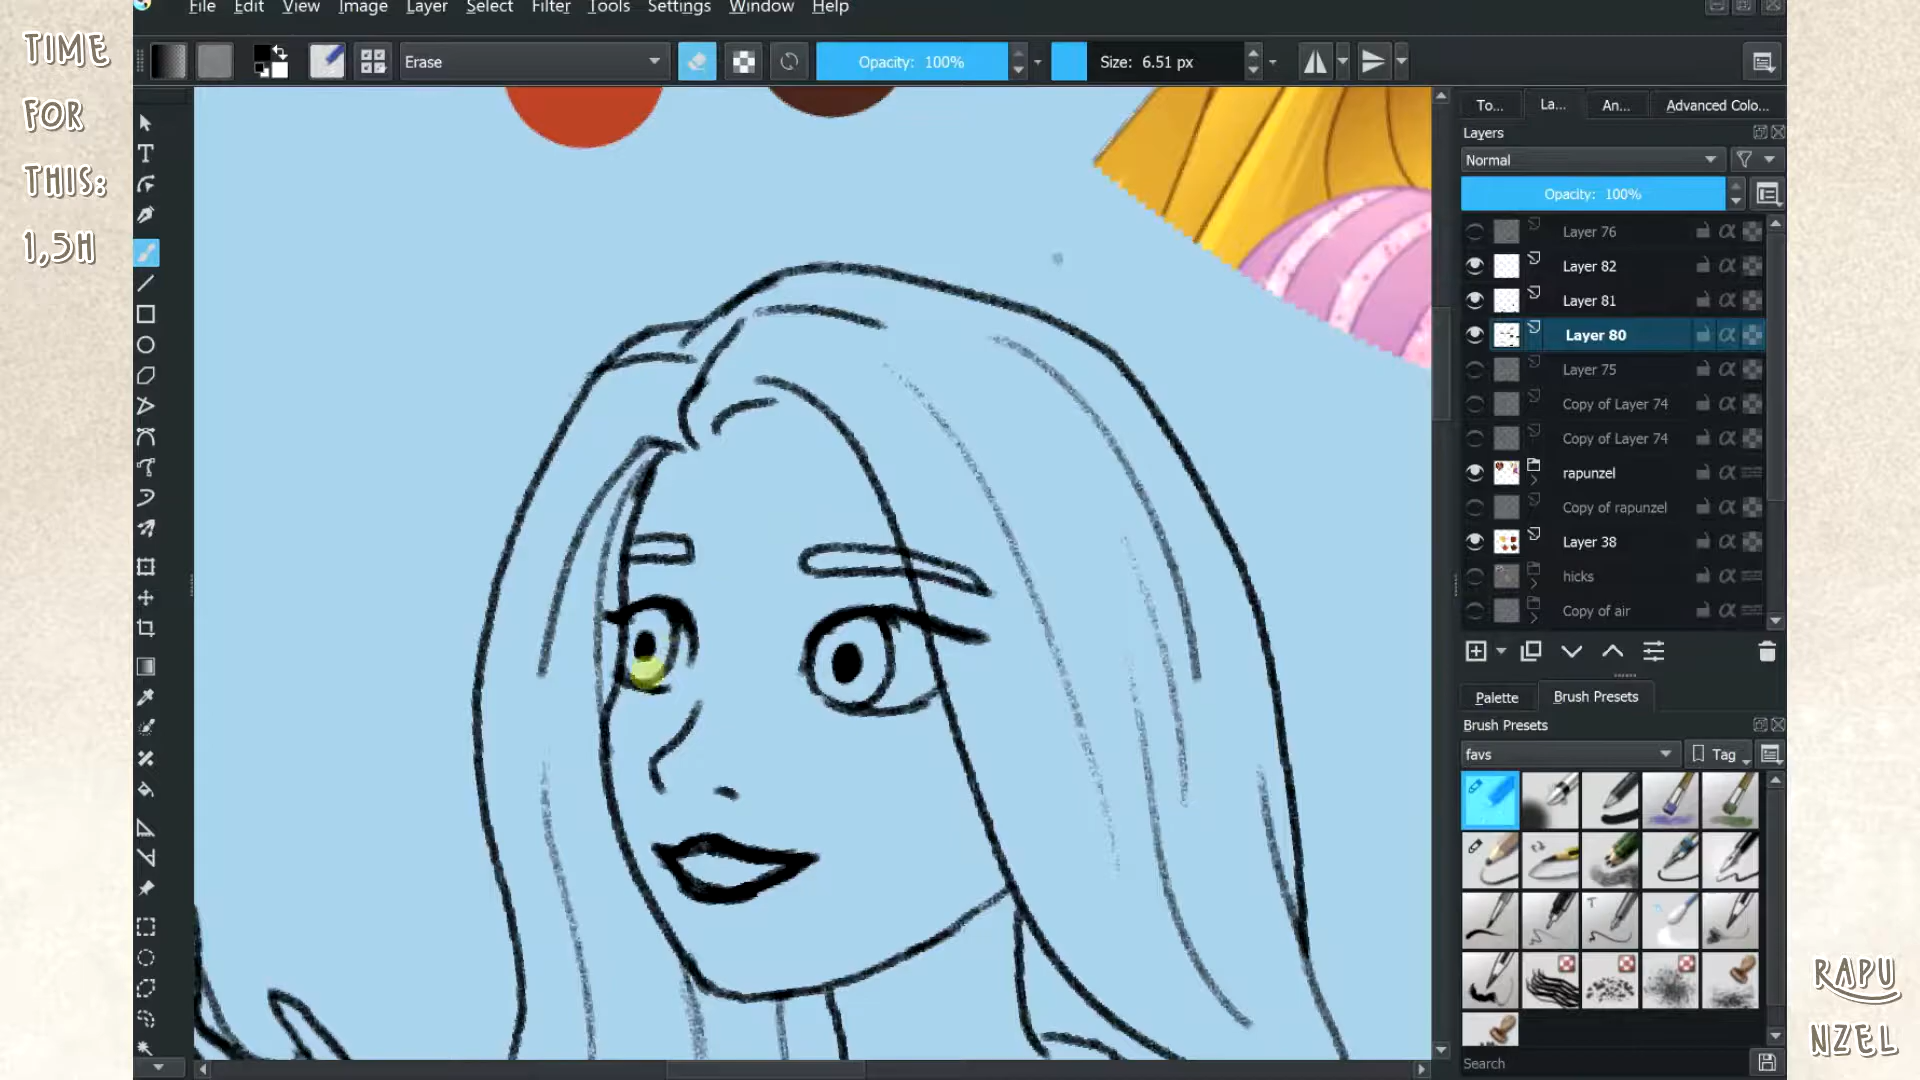 TIME
FOR
THIS:
1,5H
File Edit View Image Layer Select Filter Tools Settings Window Help
Erase
Opacity: 100%
Size: 6.51 px
To... La... An... Advanced Colo...
Layers
Normal
Opacity: 100%
Layer 76
Layer 82
Layer 81
Layer 80
Layer 75
Copy of Layer 74
Copy of Layer 74
rapunzel
Copy of rapunzel
Layer 38
hicks
Copy of air
Palette Brush Presets
Brush Presets
favs
Tag
Search
RAPU
NZEL